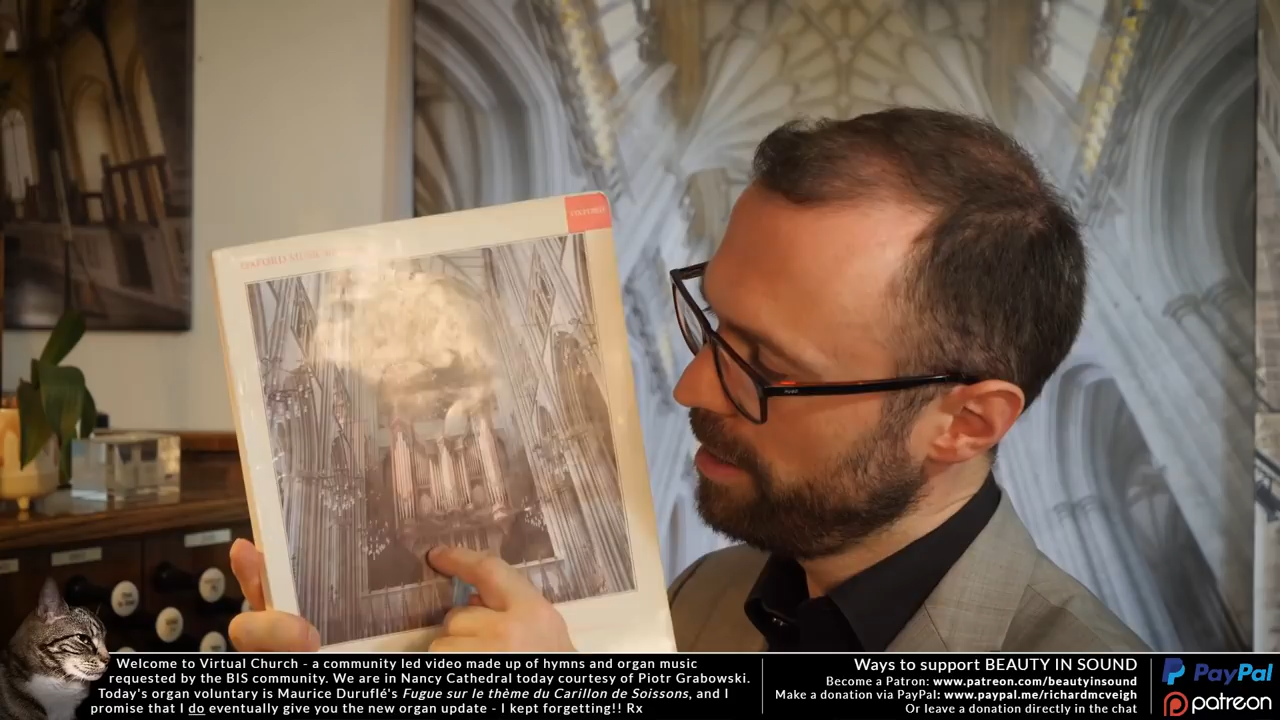 OXFORD
OXFORD MUSIC
Welcome to Virtual Church - a community led video made up of hymns and organ music
requested by the BIS community. We are in Nancy Cathedral today courtesy of Piotr Grabowski.
Today's organ voluntary is Maurice Duruflé's Fugue sur le thème du Carillon de Soissons, and I
promise that I do eventually give you the new organ update - I kept forgetting!! Rx
Ways to support BEAUTY IN SOUND
Become a Patron: www.patreon.com/beautyinsound
Make a donation via PayPal: www.paypal.me/richardmcveigh
Or leave a donation directly in the chat
PayPal
patreon